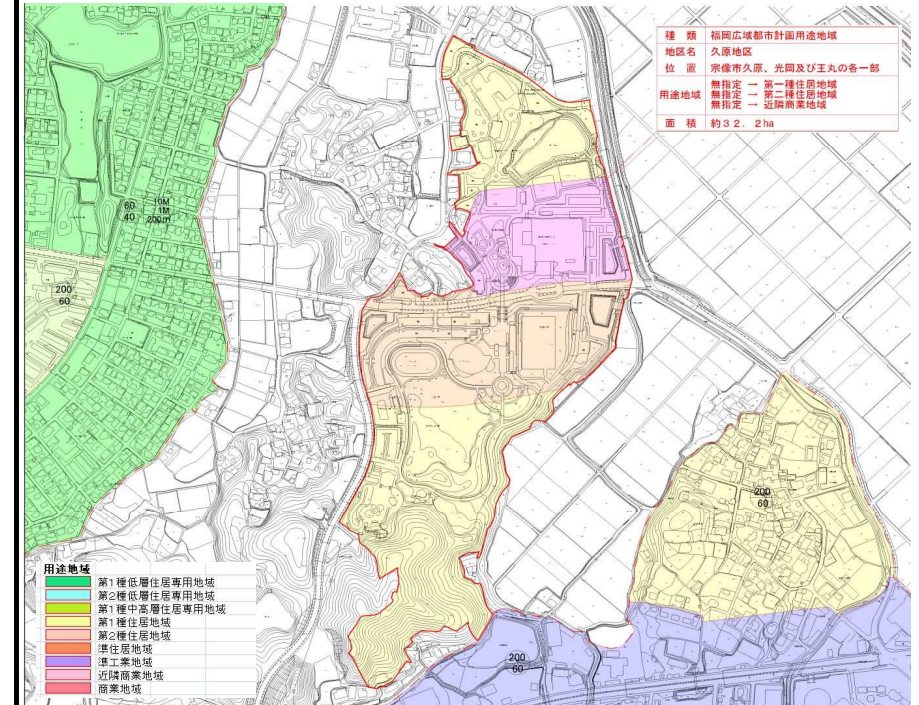 種　類　福岡広域都市計画用途地域
地区名　久原地区
位　置　宗像市久原、光岡及び王丸の各一部
用途地域　無指定 → 第一種住居地域
無指定 → 第二種住居地域
無指定 → 近隣商業地域
面　積　約３２．２ha
60
40
10M
1M
200㎡
200
60
200
60
200
60
用途地域
第1種低層住居専用地域
第2種低層住居専用地域
第1種中高層住居専用地域
第1種住居地域
第2種住居地域
準住居地域
準工業地域
近隣商業地域
商業地域